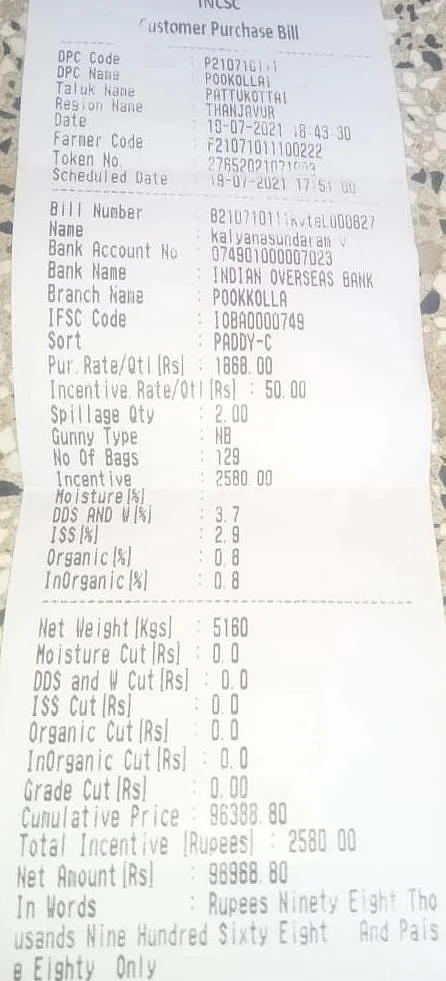 TNCSC
Customer Purchase Bill
DPC Code : P210710111
DPC Name : POOKOLLAI
Taluk Name : PATTUKOTTAI
Region Name : THANJAVUR
Date : 19-07-2021 18:43:30
Farmer Code : F21071011100222
Token No. :
Scheduled Date : 19-07-2021 17:51:00
Bill Number :
Name : kalyanasundaram v
Bank Account No : 074901000007023
Bank Name : INDIAN OVERSEAS BANK
Branch Name : POOKKOLLA
IFSC Code : IOBA0000749
Sort : PADDY-C
Pur. Rate/Qtl[Rs] : 1868.00
Incentive.Rate/Qtl[Rs] : 50.00
Spillage Qty : 2.00
Gunny Type : NB
No Of Bags : 129
Incentive : 2580.00
Moisture[%] :
DDS AND W[%] : 3.7
ISS[%] : 2.9
Organic[%] : 0.8
InOrganic[%] : 0.8
Net Weight[Kgs] : 5160
Moisture Cut[Rs] : 0.0
DDS and W Cut[Rs] : 0.0
ISS Cut[Rs] : 0.0
Organic Cut[Rs] : 0.0
InOrganic Cut[Rs] : 0.0
Grade Cut[Rs] : 0.00
Cumulative Price : 96388.80
Total Incentive [Rupees] : 2580.00
Net Amount[Rs] : 98968.80
In Words : Rupees Ninety Eight Tho
usands Nine Hundred Sixty Eight And Pais
e Eighty Only